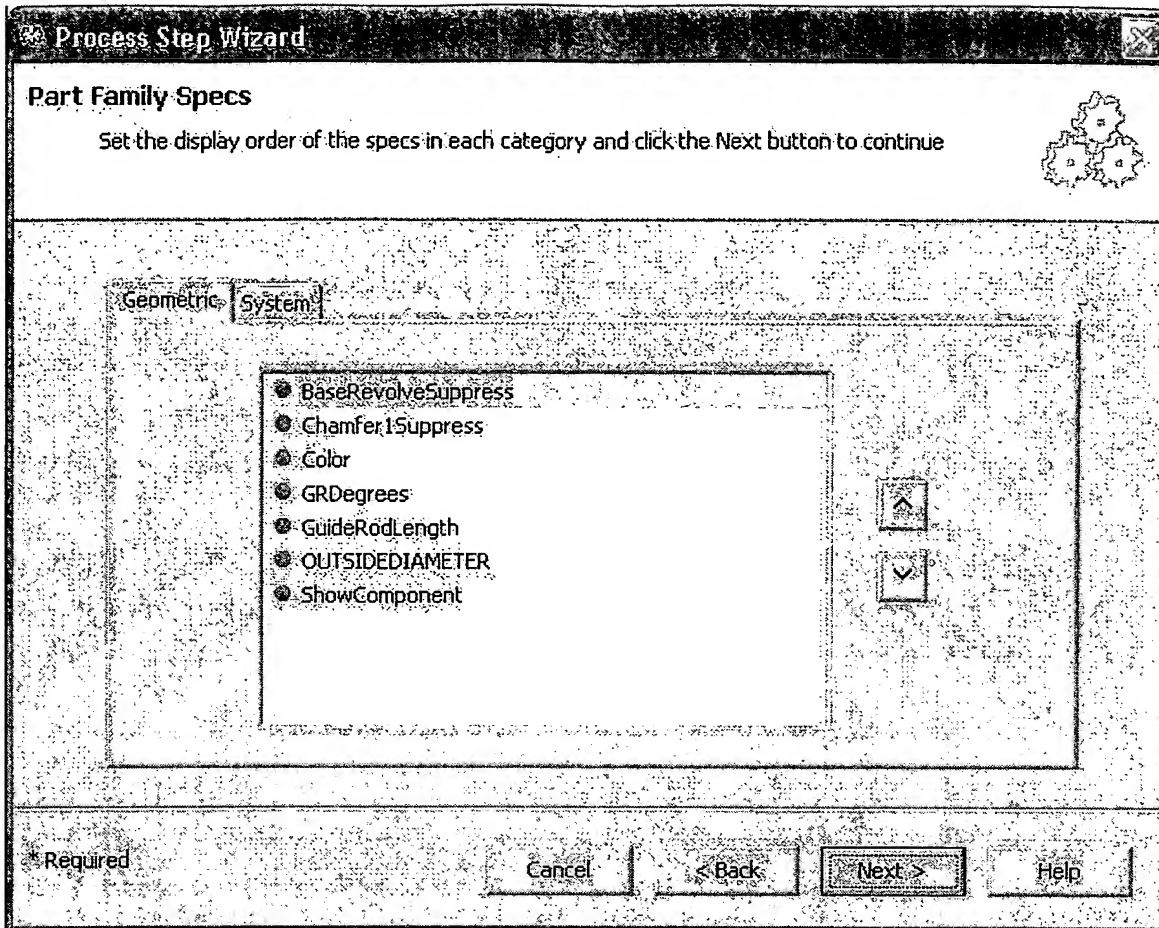 Process Step Wizard
Part Family Specs
Set the display order of the specs in each category and click the Next button to continue
Geometric System
BaseRevolveSuppress
Chamfer1Suppress
Color
GRDegrees
GuideRodLength
OUTSIDEDIAMETER
ShowComponent
* Required
Cancel < Back Next > Help